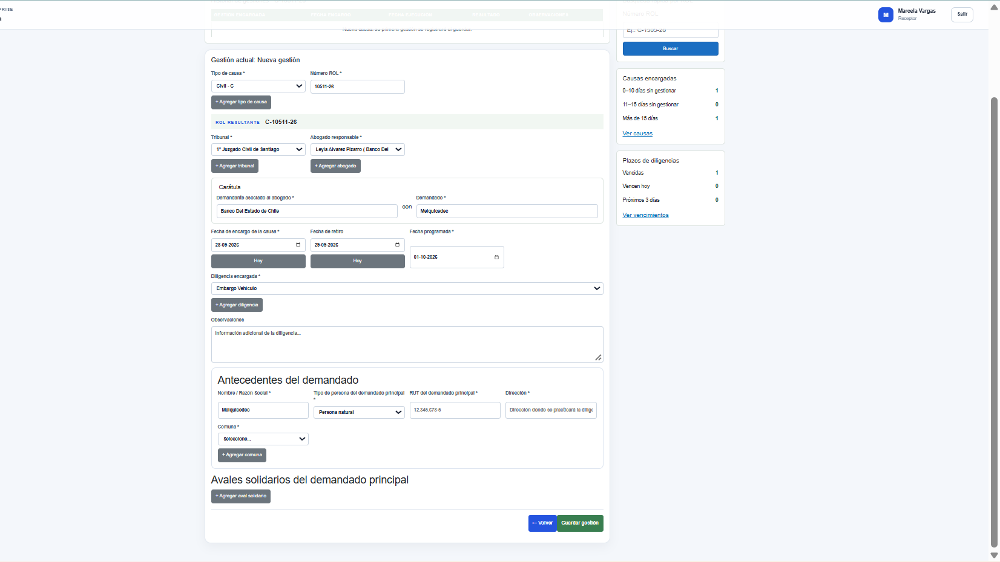 PRISE
a
M
Marcela Vargas
Receptor
Salir
GESTIÓN ENCARGADA FECHA ENCARGO FECHA EJECUCIÓN RESULTADO OBSERVACIONES
Número ROL
Nueva causa: su primera gestión se registrará al guardar.
Ej.: C-1505-26
Buscar
Gestión actual: Nueva gestión
Tipo de causa * Número ROL *
Civil - C 10511-26
+ Agregar tipo de causa
ROL RESULTANTE C-10511-26
Tribunal * Abogado responsable *
1º Juzgado Civil de Santiago Leyla Alvarez Pizarro ( Banco Del
+ Agregar tribunal + Agregar abogado
Carátula
Demandante asociado al abogado * Demandado *
Banco Del Estado de Chile con Melquicedec
Fecha de encargo de la causa * Fecha de retiro Fecha programada *
28-09-2026 29-09-2026 01-10-2026
Hoy Hoy
Diligencia encargada *
Embargo Vehiculo
+ Agregar diligencia
Observaciones
Información adicional de la diligencia...
Antecedentes del demandado
Nombre / Razón Social * Tipo de persona del demandado principal * RUT del demandado principal * Dirección *
Melquicedec Persona natural 12.345.678-5 Dirección donde se practicará la dilige
Comuna *
Seleccione...
+ Agregar comuna
Avales solidarios del demandado principal
+ Agregar aval solidario
← Volver Guardar gestión
Causas encargadas
0–10 días sin gestionar 1
11–15 días sin gestionar 0
Más de 15 días 1
Ver causas
Plazos de diligencias
Vencidas 1
Vencen hoy 0
Próximos 3 días 0
Ver vencimientos